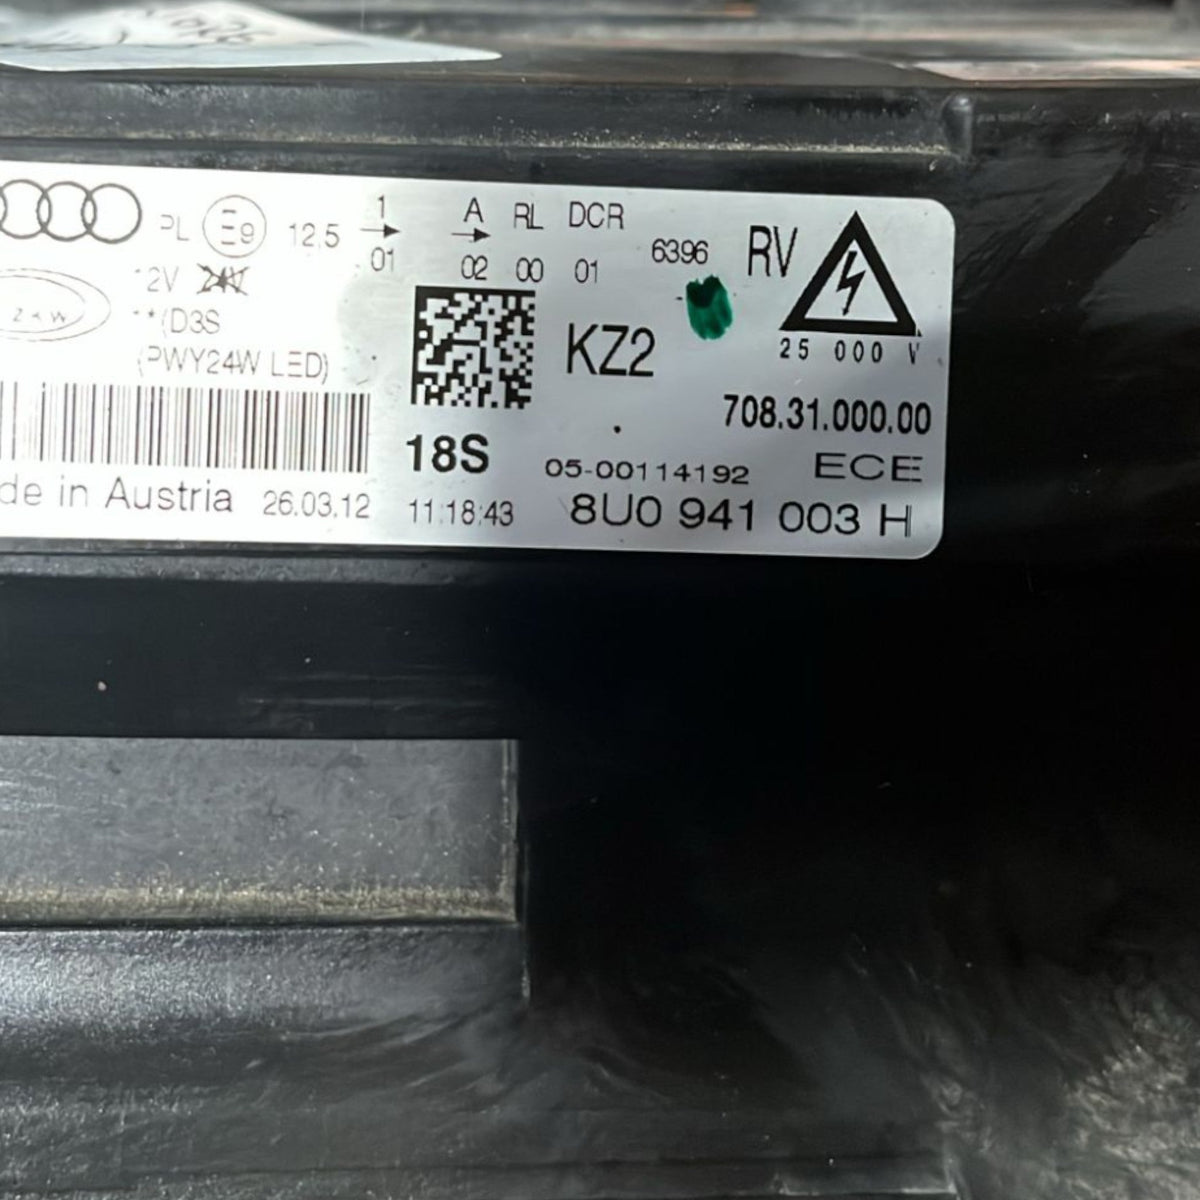 PL E9 12,5 1 A RL DCR 6396 RV
01 02 00 01
2V 24V
ZKW
**(D3S
(PWY24W LED)
KZ2
25 000 V
708.31.000.00
18S
05-00114192 ECE
de in Austria 26.03.12 11:18:43 8U0 941 003 H